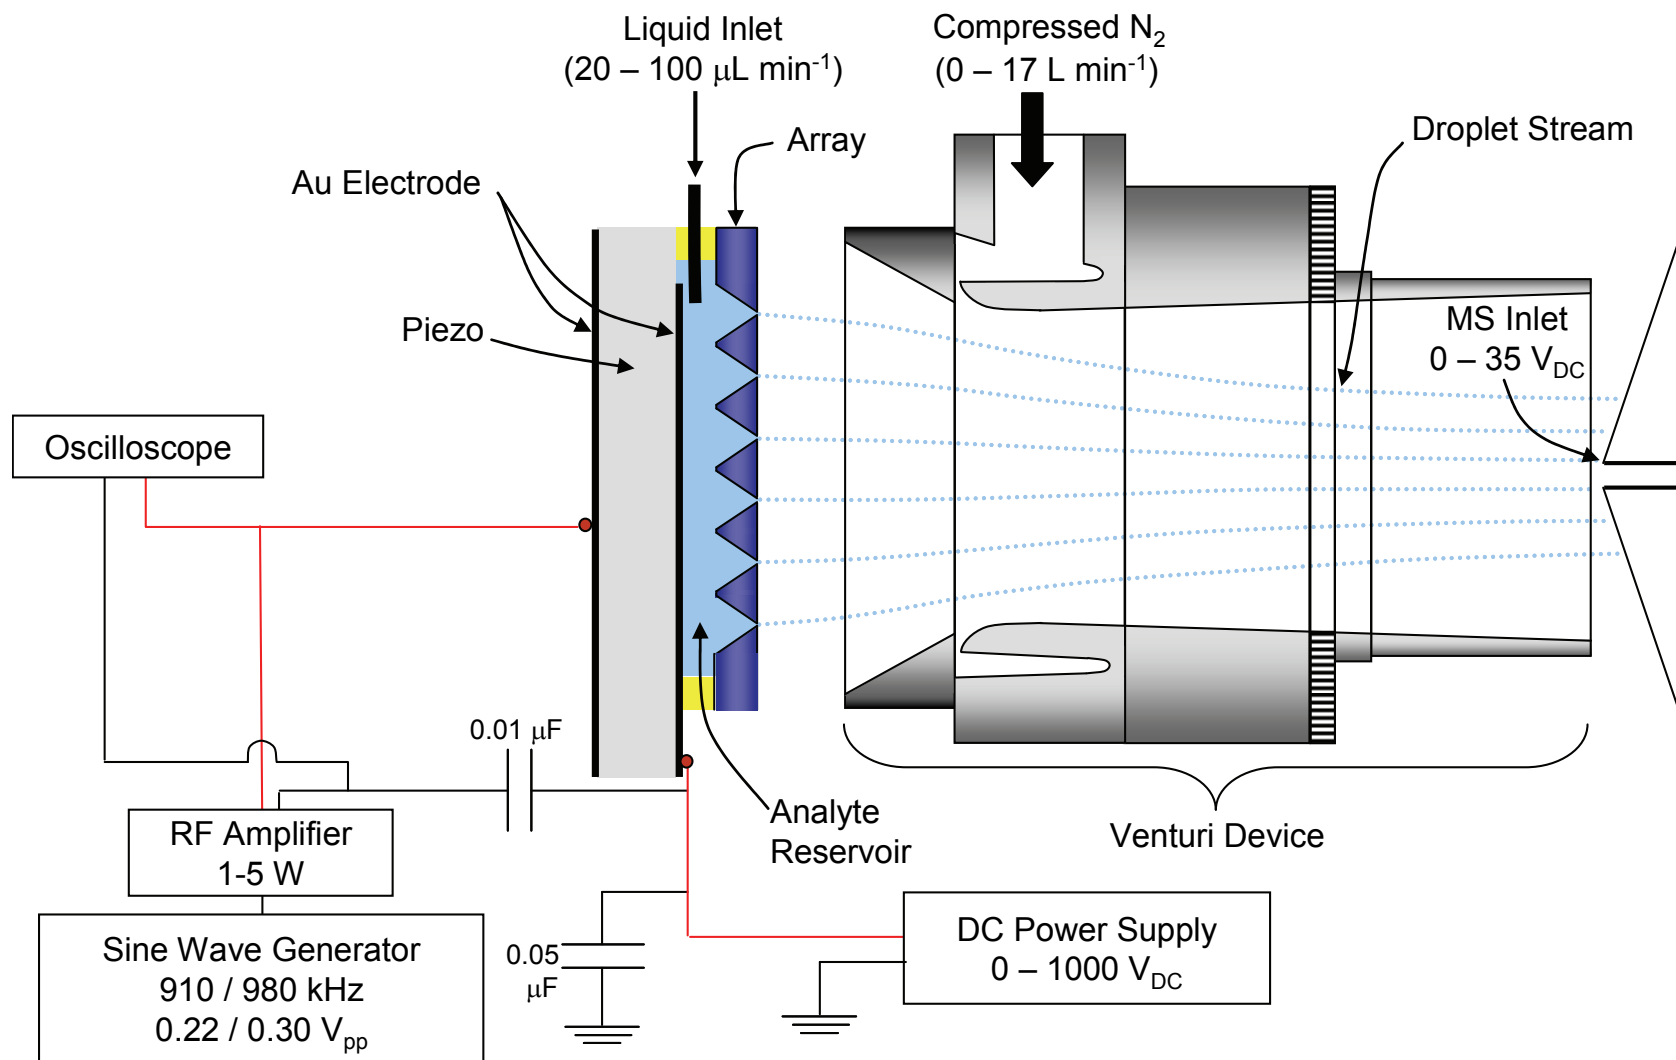 Liquid Inlet
(20 – 100 μL min⁻¹)
Compressed N₂
(0 – 17 L min⁻¹)
Array
Droplet Stream
Au Electrode
Piezo
MS Inlet
0 – 35 V_DC
Oscilloscope
0.01 μF
RF Amplifier
1-5 W
Analyte
Reservoir
Venturi Device
Sine Wave Generator
910 / 980 kHz
0.22 / 0.30 Vₚₚ
0.05
μF
DC Power Supply
0 – 1000 V_DC